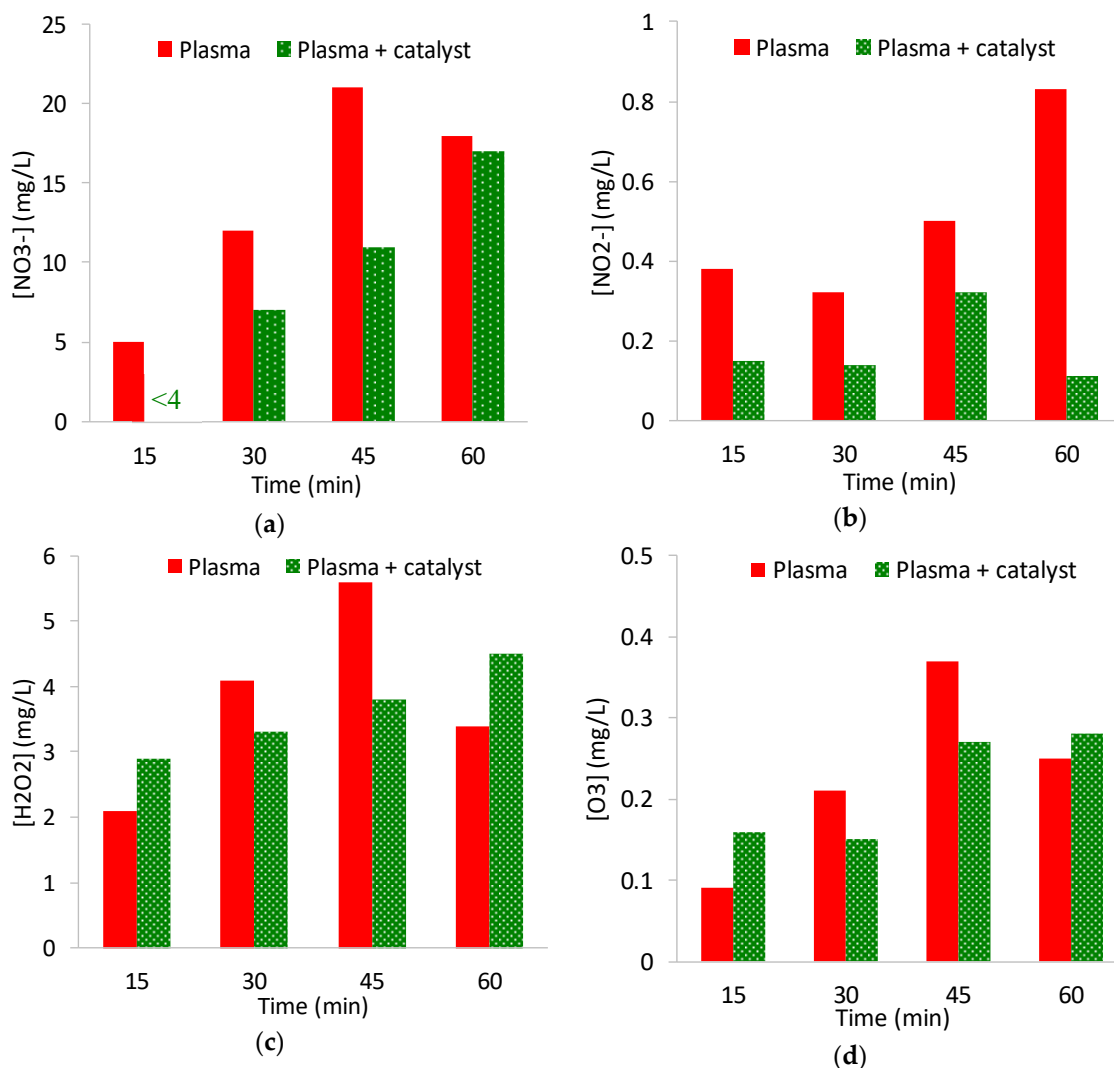 Plasma Plasma + catalyst
[NO3-] (mg/L)
25
20
15
10
5
0
<4
15 30 45 60
Time (min)
(a)
Plasma Plasma + catalyst
[NO2-] (mg/L)
1
0.8
0.6
0.4
0.2
0
15 30 45 60
Time (min)
(b)
Plasma Plasma + catalyst
[H2O2] (mg/L)
6
5
4
3
2
1
0
15 30 45 60
Time (min)
(c)
Plasma Plasma + catalyst
[O3] (mg/L)
0.5
0.4
0.3
0.2
0.1
0
15 30 45 60
Time (min)
(d)